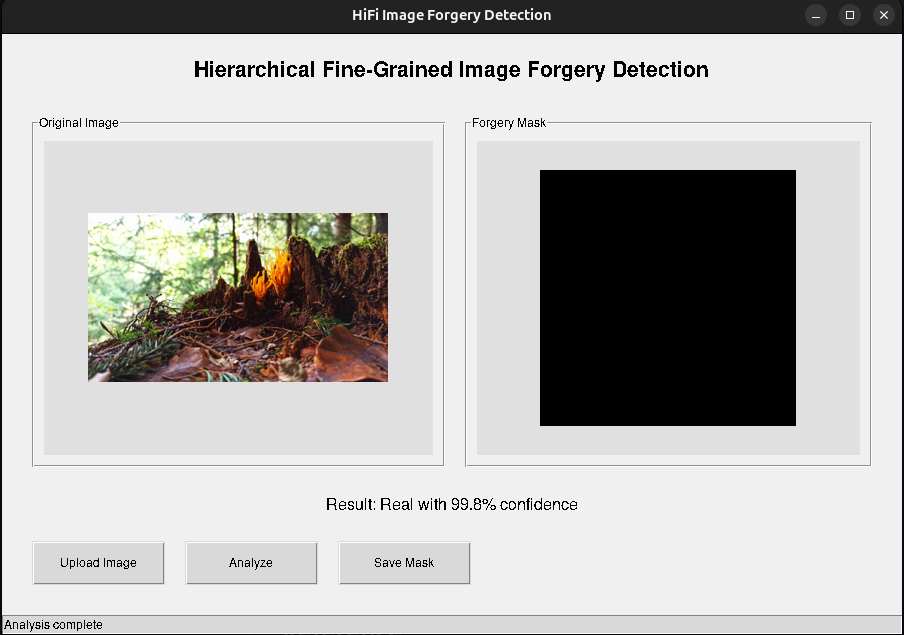 HiFi Image Forgery Detection
Hierarchical Fine-Grained Image Forgery Detection
Original Image
Forgery Mask
Result: Real with 99.8% confidence
Upload Image
Analyze
Save Mask
Analysis complete